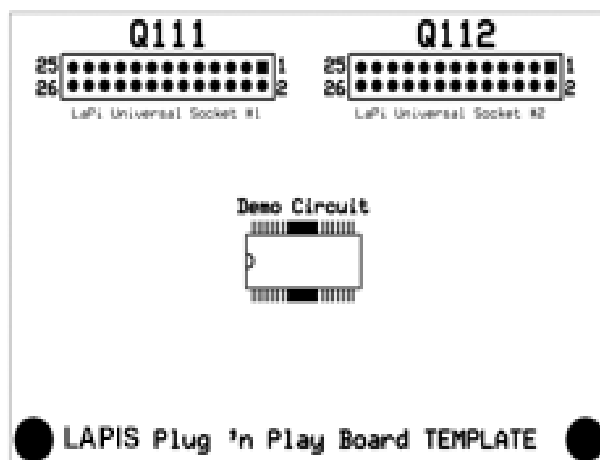 Q111 Q112
25 1 25 1
26 2 26 2
LaPi Universal Socket #1 LaPi Universal Socket #2
Demo Circuit
LAPIS Plug 'n Play Board TEMPLATE